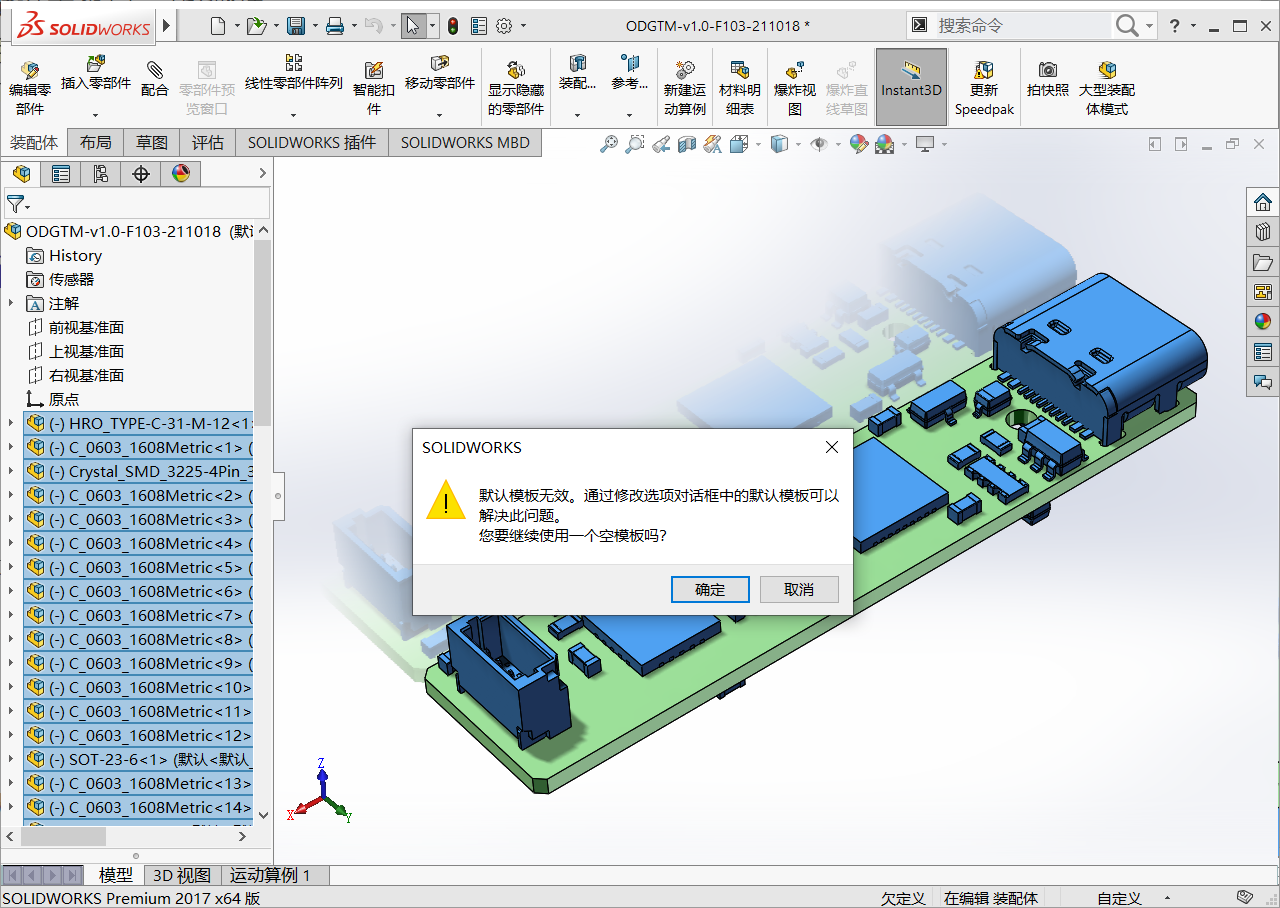 SOLIDWORKS
ODGTM-v1.0-F103-211018 *
搜索命令
?
编辑零部件
插入零部件
配合
零部件预览窗口
线性零部件阵列
智能扣件
移动零部件
显示隐藏的零部件
装配...
参考...
新建运动算例
材料明细表
爆炸视图
爆炸直线草图
Instant3D
更新 Speedpak
拍快照
大型装配体模式
装配体
布局
草图
评估
SOLIDWORKS 插件
SOLIDWORKS MBD
ODGTM-v1.0-F103-211018 (默认
History
传感器
注解
前视基准面
上视基准面
右视基准面
原点
(-) HRO_TYPE-C-31-M-12<1
(-) C_0603_1608Metric<1> (
(-) Crystal_SMD_3225-4Pin_3
(-) C_0603_1608Metric<2> (
(-) C_0603_1608Metric<3> (
(-) C_0603_1608Metric<4> (
(-) C_0603_1608Metric<5> (
(-) C_0603_1608Metric<6> (
(-) C_0603_1608Metric<7> (
(-) C_0603_1608Metric<8> (
(-) C_0603_1608Metric<9> (
(-) C_0603_1608Metric<10>
(-) C_0603_1608Metric<11>
(-) C_0603_1608Metric<12>
(-) SOT-23-6<1> (默认<默认_
(-) C_0603_1608Metric<13>
(-) C_0603_1608Metric<14>
SOLIDWORKS
默认模板无效。通过修改选项对话框中的默认模板可以
解决此问题。
您要继续使用一个空模板吗?
确定
取消
Z
X
Y
模型
3D 视图
运动算例 1
SOLIDWORKS Premium 2017 x64 版
欠定义
在编辑 装配体
自定义